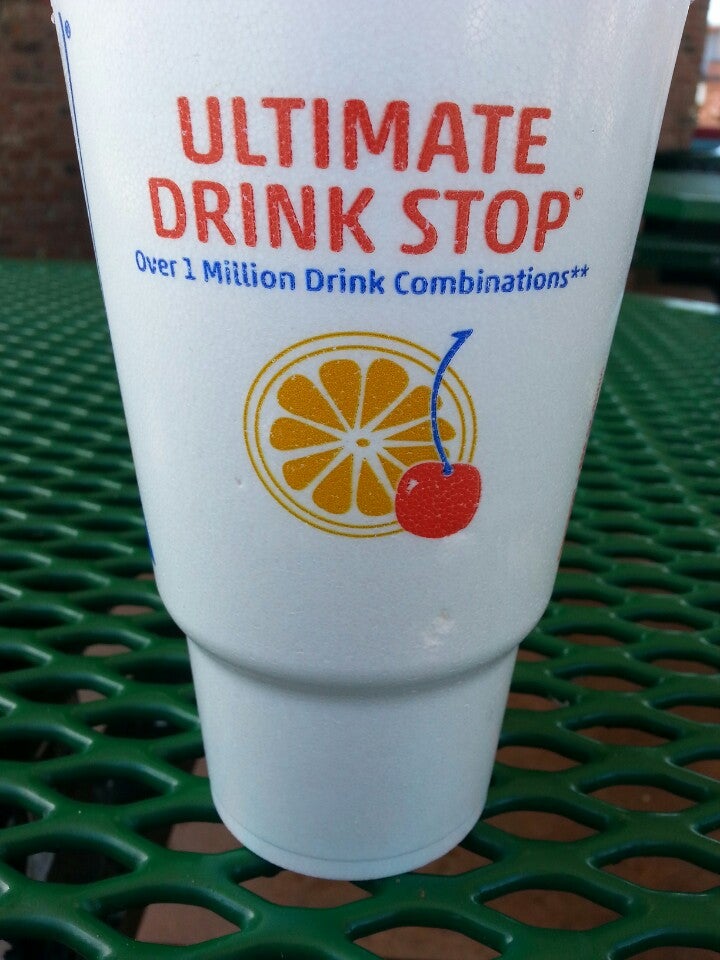 ULTIMATE
DRINK STOP®
Over 1 Million Drink Combinations**